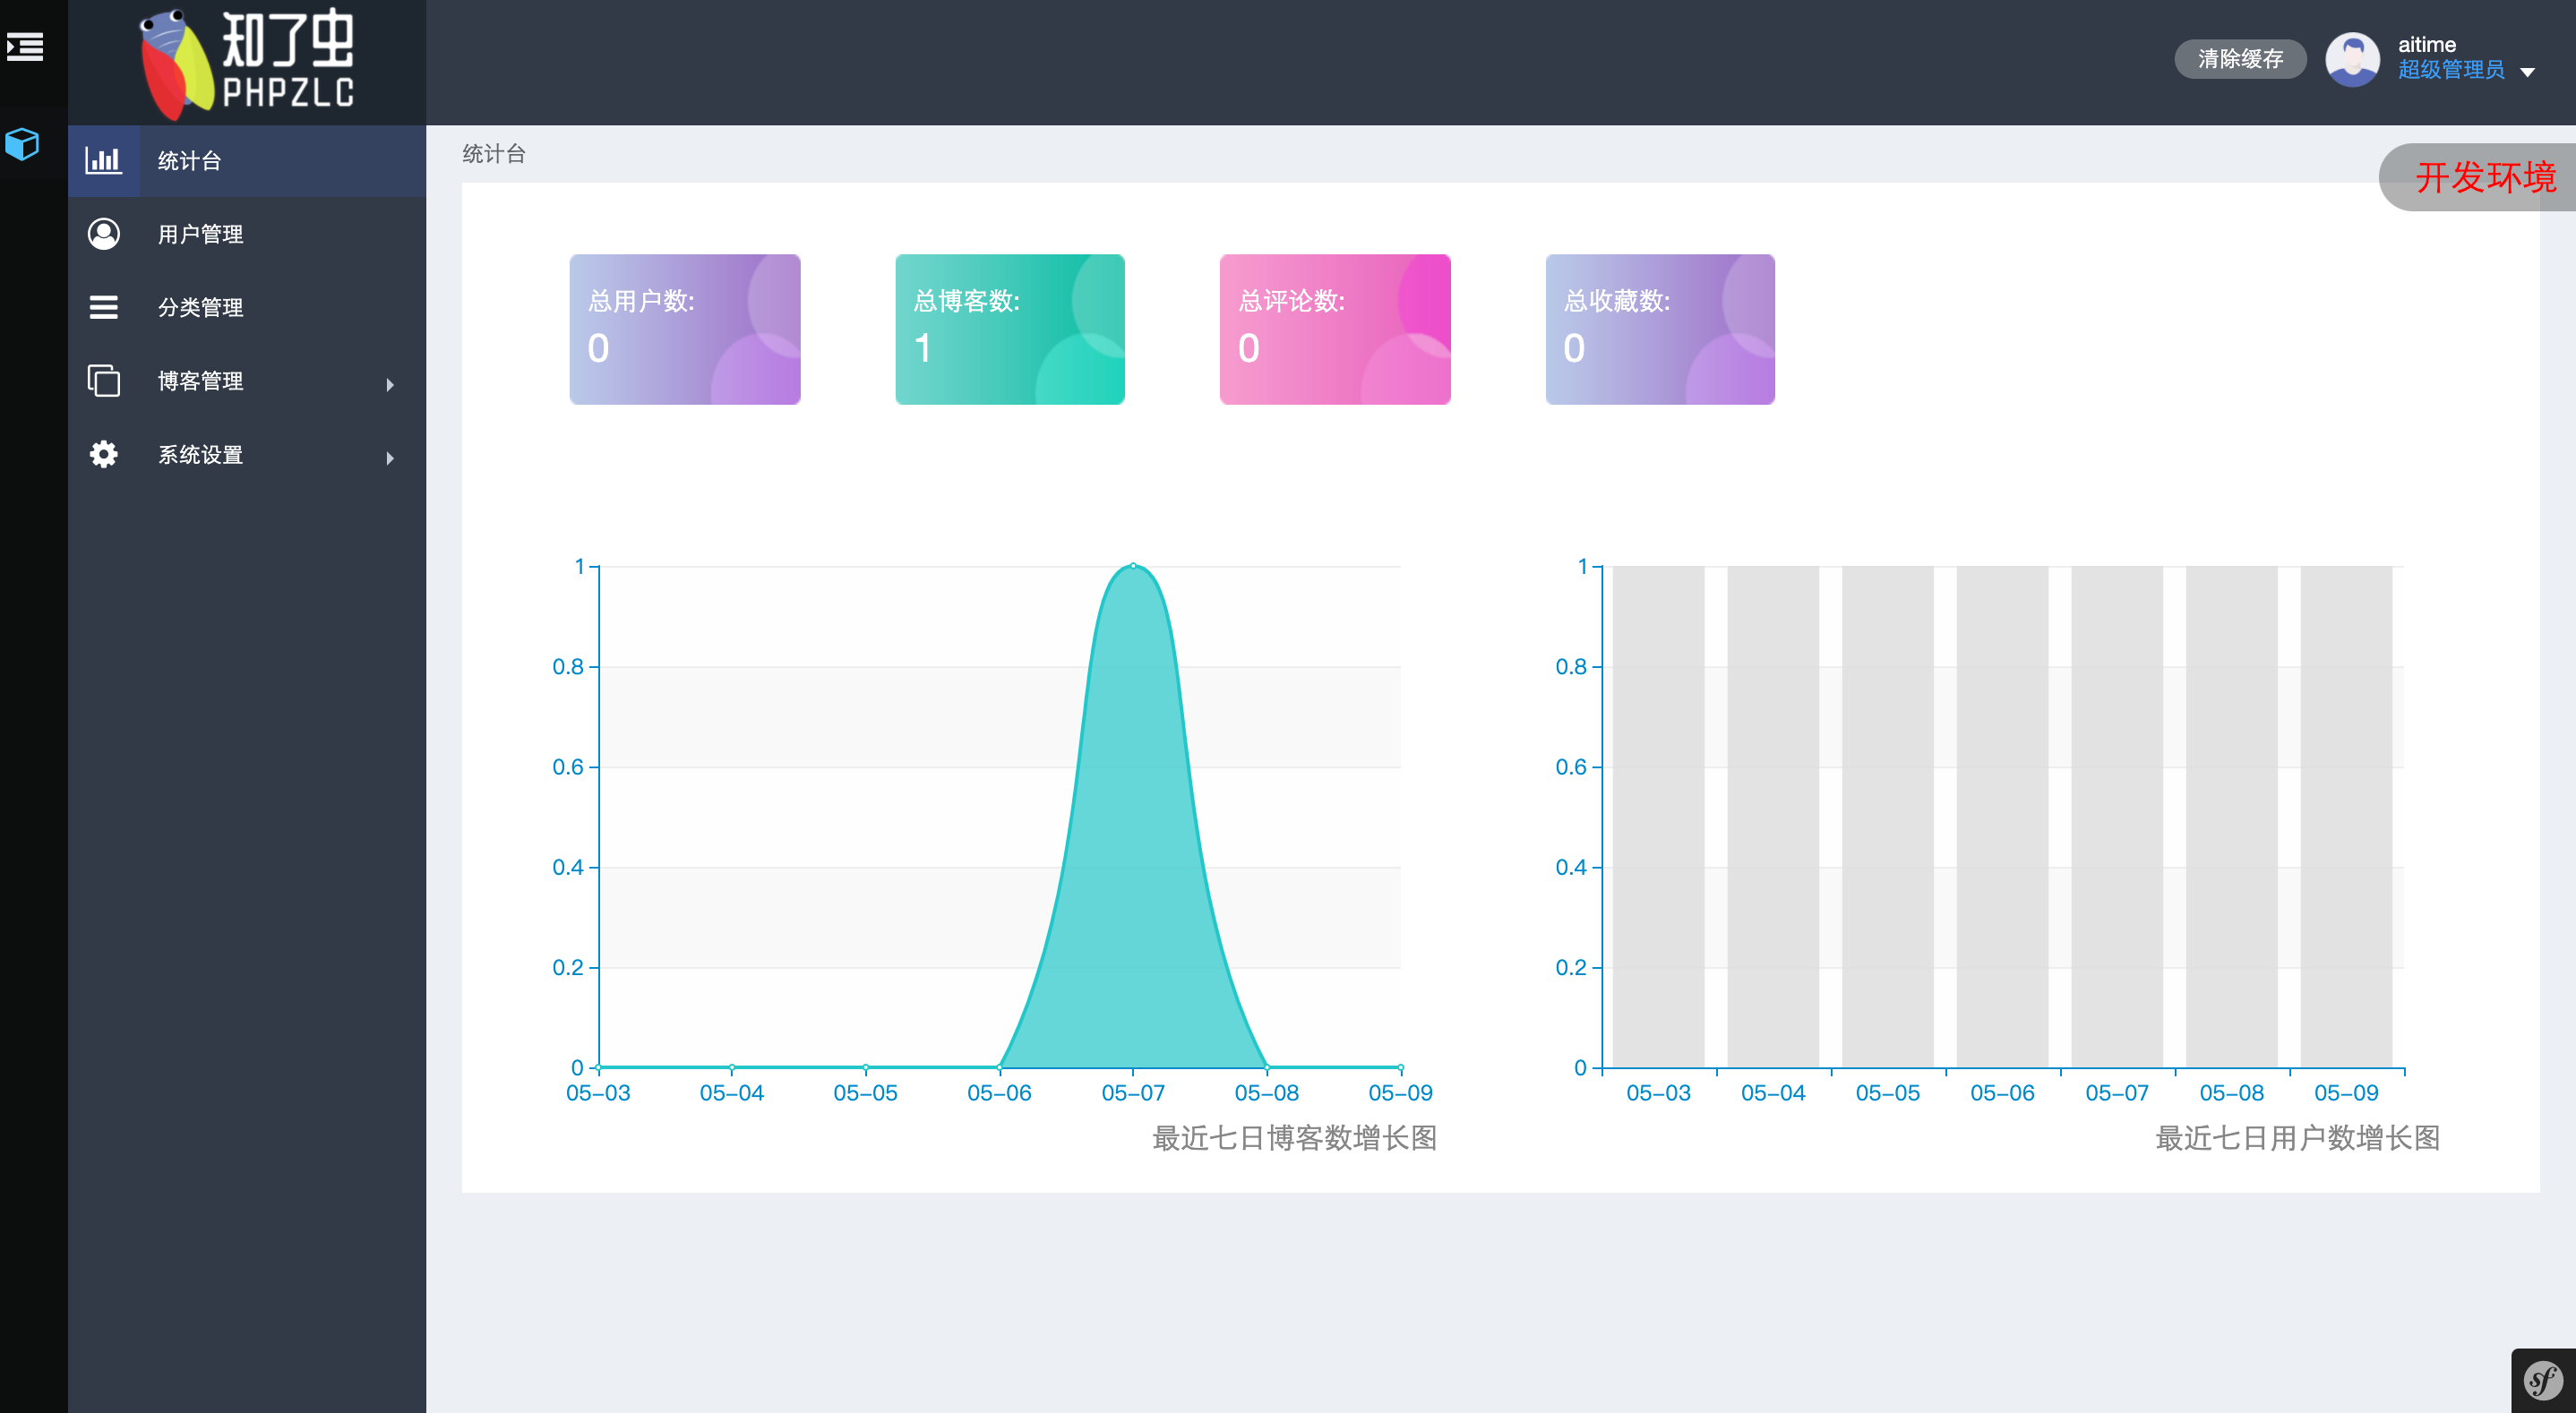 知了虫
PHPZLC
清除缓存
aitime
超级管理员
统计台
用户管理
分类管理
博客管理
系统设置
统计台
开发环境
总用户数:
0
总博客数:
1
总评论数:
0
总收藏数:
0
1
0.8
0.6
0.4
0.2
0
05-03 05-04 05-05 05-06 05-07 05-08 05-09
最近七日博客数增长图
1
0.8
0.6
0.4
0.2
0
05-03 05-04 05-05 05-06 05-07 05-08 05-09
最近七日用户数增长图
sf